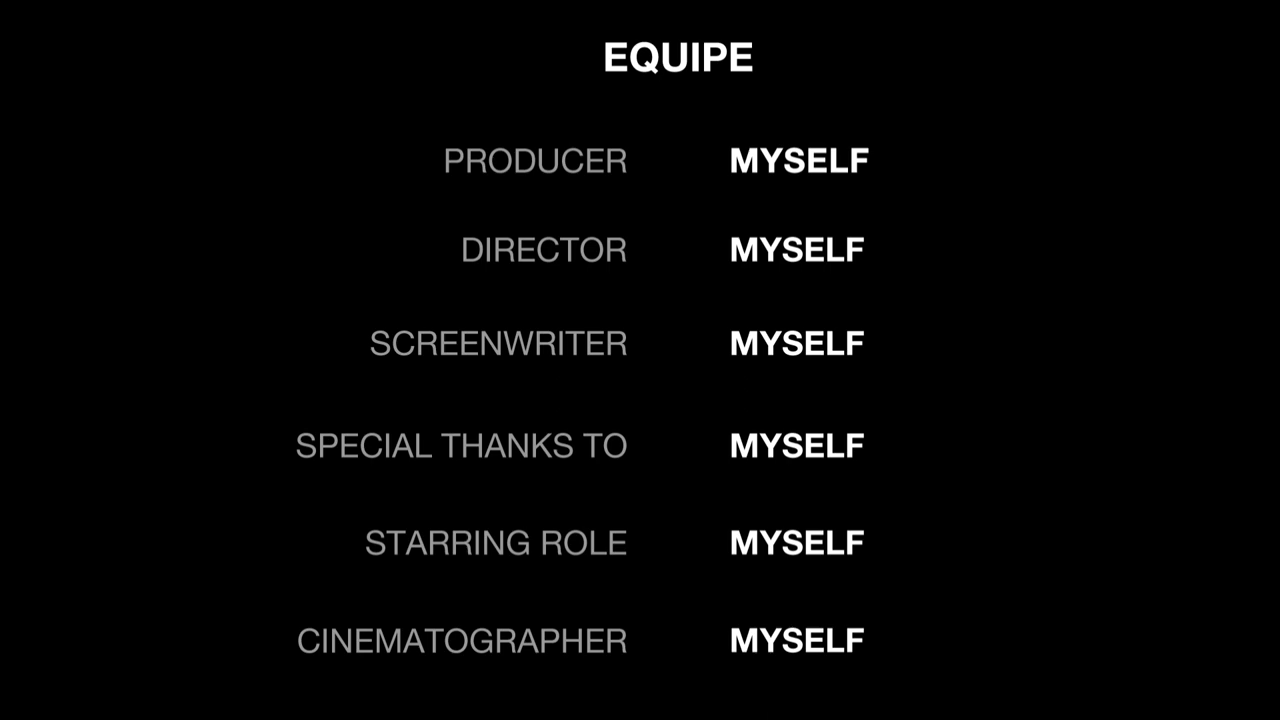 EQUIPE
PRODUCER MYSELF
DIRECTOR MYSELF
SCREENWRITER MYSELF
SPECIAL THANKS TO MYSELF
STARRING ROLE MYSELF
CINEMATOGRAPHER MYSELF